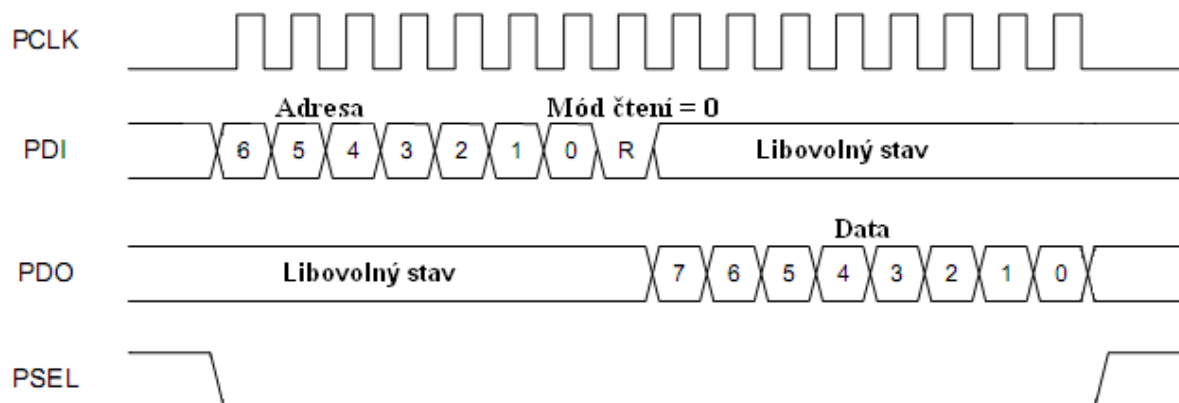 PCLK
Adresa Mód čtení = 0
PDI 6 5 4 3 2 1 0 R Libovolný stav
Data
PDO Libovolný stav 7 6 5 4 3 2 1 0
PSEL